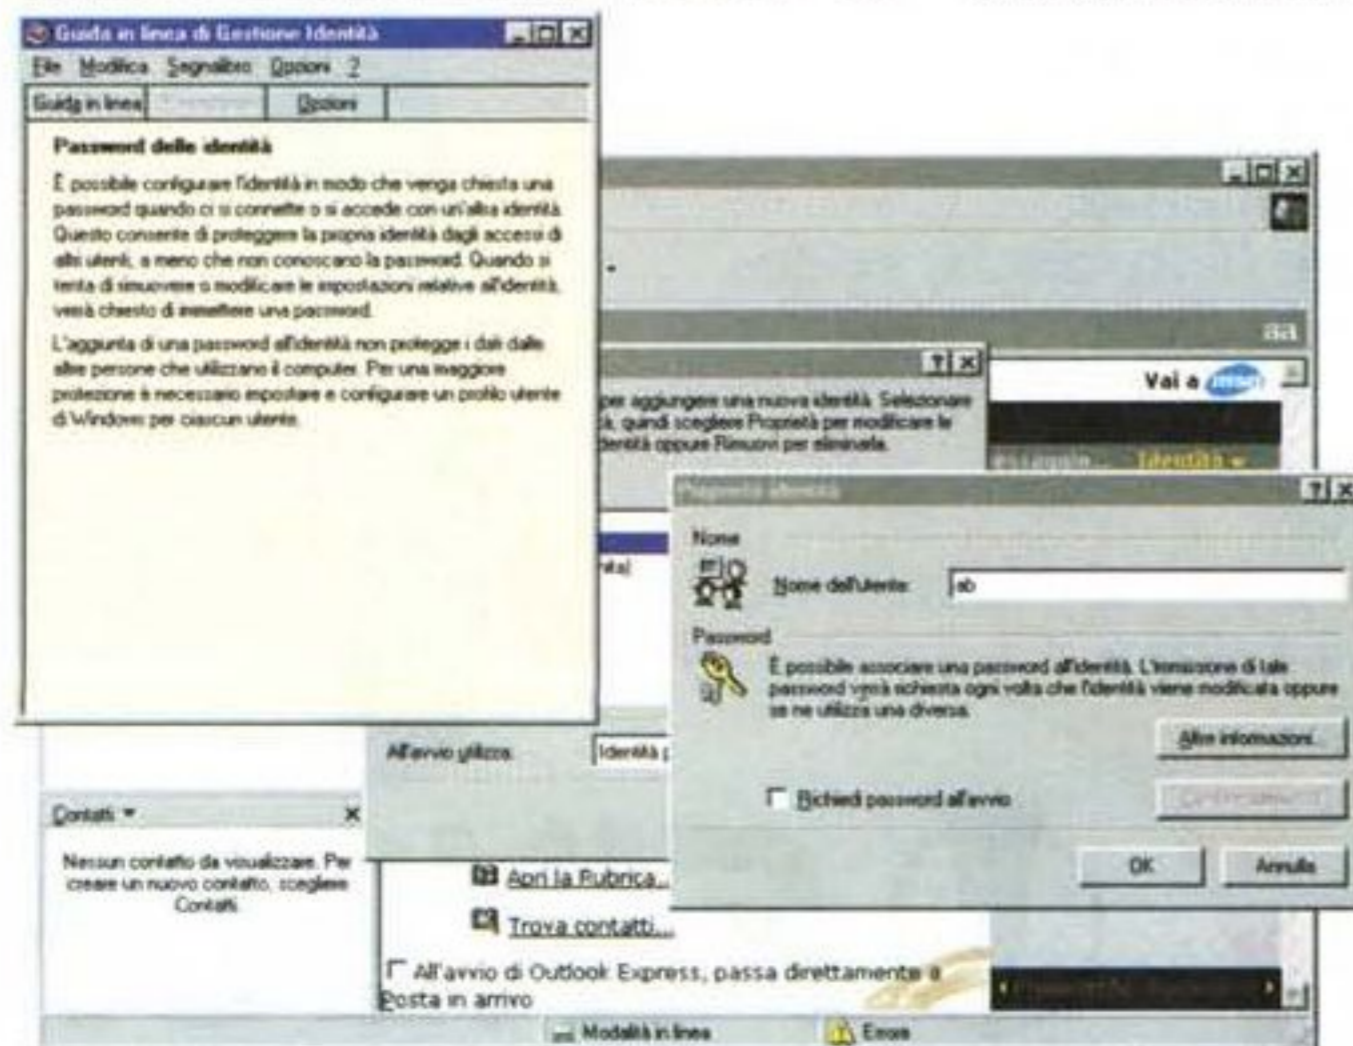 Guida in linea di Gestione Identità
File Modifica Segnalibro Opzioni ?
Guida in linea
Opzioni
Password delle identità
È possibile configurare l'identità in modo che venga chiesta una
password quando ci si connette o si accede con un'altra identità.
Questo consente di proteggere la propria identità dagli accessi di
altri utenti, a meno che non conoscano la password. Quando si
tenta di rimuovere o modificare le impostazioni relative all'identità,
verrà chiesto di immettere una password.
L'aggiunta di una password all'identità non protegge i dati dalle
altre persone che utilizzano il computer. Per una maggiore
protezione è necessario impostare e configurare un profilo utente
di Windows per ciascun utente.
aa
Vai a msn
per aggiungere una nuova identità. Selezionare
à, quindi scegliere Proprietà per modificare le
identità oppure Rimuovi per eliminarla.
Identità
nita)
Proprietà identità
Nome
Nome dell'utente:
ab
Password
È possibile associare una password all'identità. L'immissione di tale
password verrà richiesta ogni volta che l'identità viene modificata oppure
se ne utilizza una diversa.
Altre informazioni...
Richiedi password all'avvio
OK
Annulla
All'avvio utilizza:
Identità p
Contatti
Nessun contatto da visualizzare. Per
creare un nuovo contatto, scegliere
Contatti.
Apri la Rubrica...
Trova contatti...
All'avvio di Outlook Express, passa direttamente a
Posta in arrivo
Modalità in linea
Errore